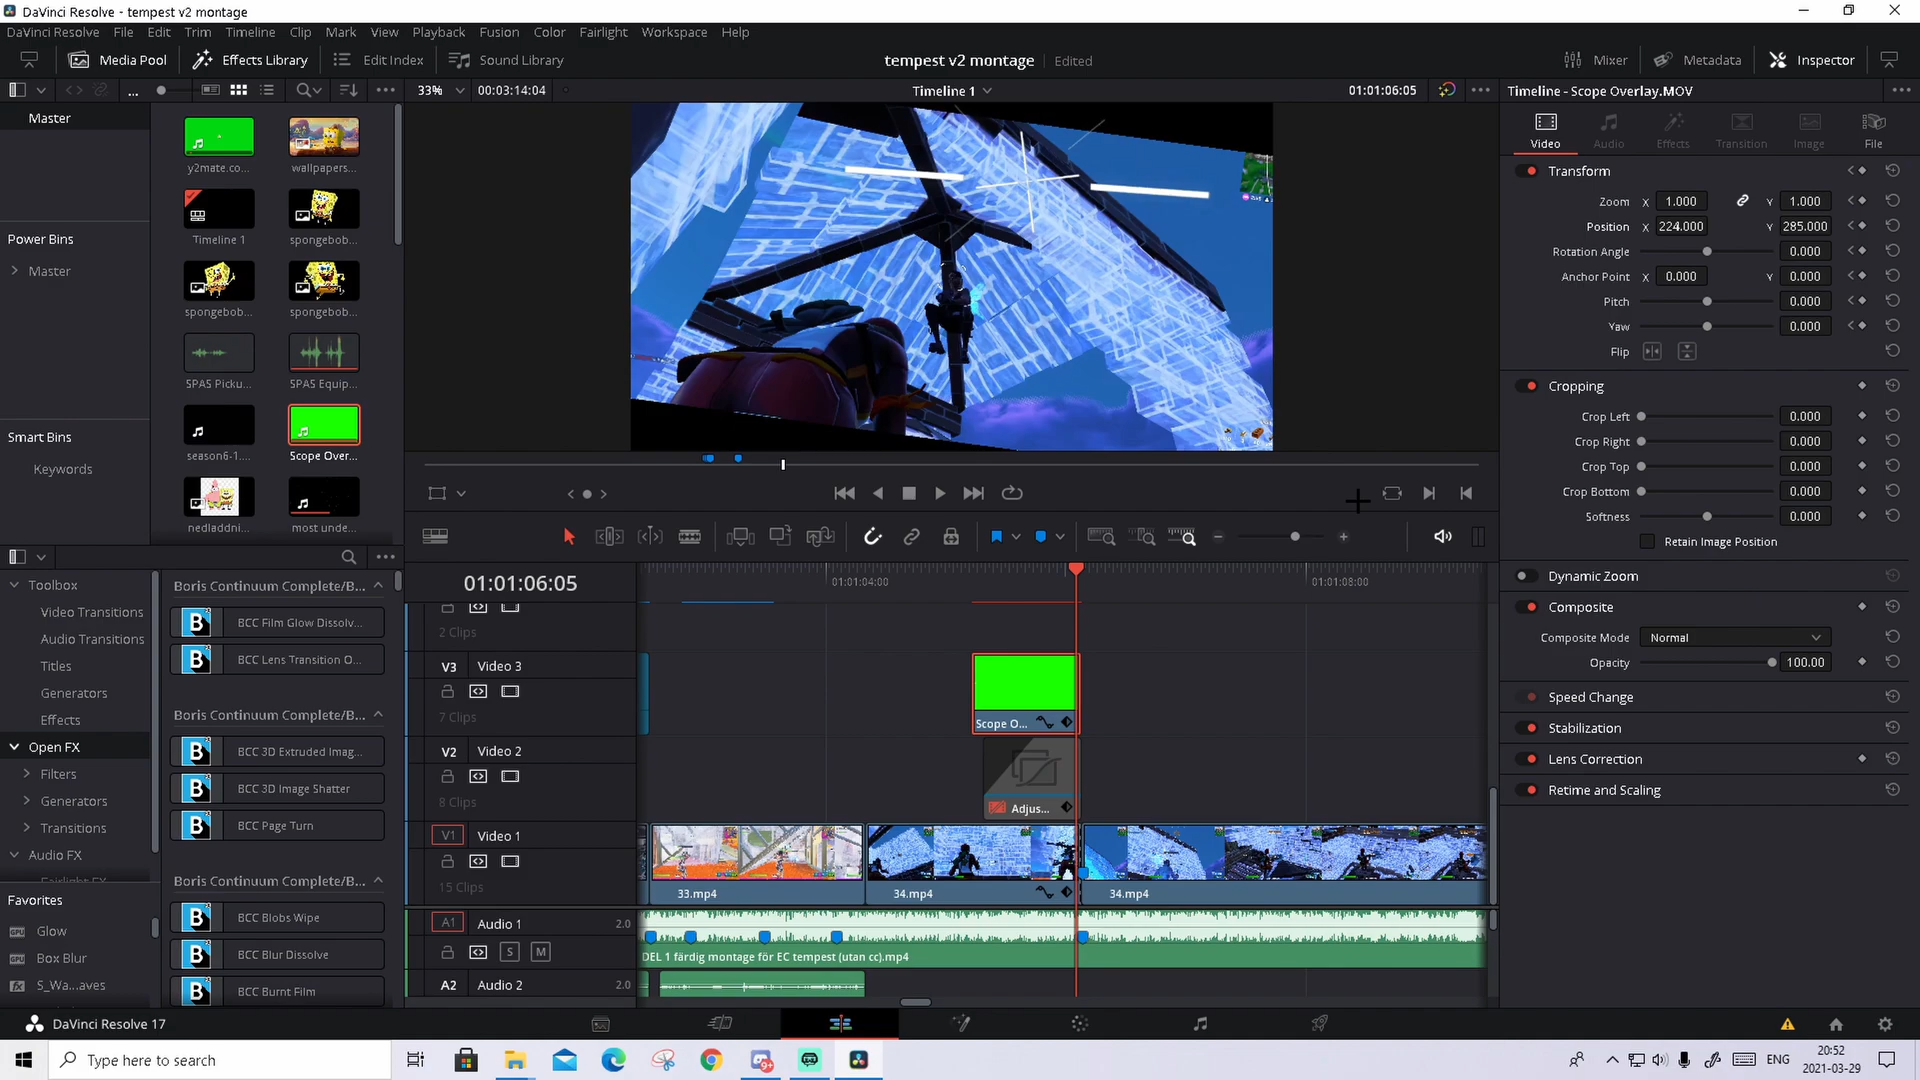 DaVinci Resolve - tempest v2 montage
DaVinci Resolve File Edit Trim Timeline Clip Mark View Playback Fusion Color Fairlight Workspace Help
Media Pool Effects Library Edit Index Sound Library tempest v2 montage Edited Mixer Metadata Inspector
... 33% 00:03:14:04 Timeline 1 01:01:06:05 Timeline - Scope Overlay.MOV
Master
Power Bins
Master
Smart Bins
Keywords
y2mate.co...
wallpapers...
Timeline 1
spongebob...
spongebob...
spongebob...
SPAS Picku...
SPAS Equip...
season6-1....
Scope Over...
nedladdni...
most unde...
Video Audio Effects Transition Image File
Transform
Zoom X 1.000 Y 1.000
Position X 224.000 Y 285.000
Rotation Angle 0.000
Anchor Point X 0.000 Y 0.000
Pitch 0.000
Yaw 0.000
Flip
Cropping
Crop Left 0.000
Crop Right 0.000
Crop Top 0.000
Crop Bottom 0.000
Softness 0.000
Retain Image Position
Dynamic Zoom
Composite
Composite Mode Normal
Opacity 100.00
Speed Change
Stabilization
Lens Correction
Retime and Scaling
Toolbox
Video Transitions
Audio Transitions
Titles
Generators
Effects
Open FX
Filters
Generators
Transitions
Audio FX
Fairlight FX
Favorites
Glow
Box Blur
S_Wa...aves
Boris Continuum Complete/B...
BCC Film Glow Dissolv...
BCC Lens Transition O...
Boris Continuum Complete/B...
BCC 3D Extruded Imag...
BCC 3D Image Shatter
BCC Page Turn
Boris Continuum Complete/B...
BCC Blobs Wipe
BCC Blur Dissolve
BCC Burnt Film
01:01:06:05
01:01:04:00 01:01:08:00
2 Clips
V3 Video 3
7 Clips
Scope O...
V2 Video 2
8 Clips
Adjus...
V1 Video 1
15 Clips
33.mp4 34.mp4 34.mp4
A1 Audio 1 2.0
S M
DEL 1 färdig montage för EC tempest (utan cc).mp4
A2 Audio 2 2.0
DaVinci Resolve 17
Type here to search
9+
ENG
20:52
2021-03-29